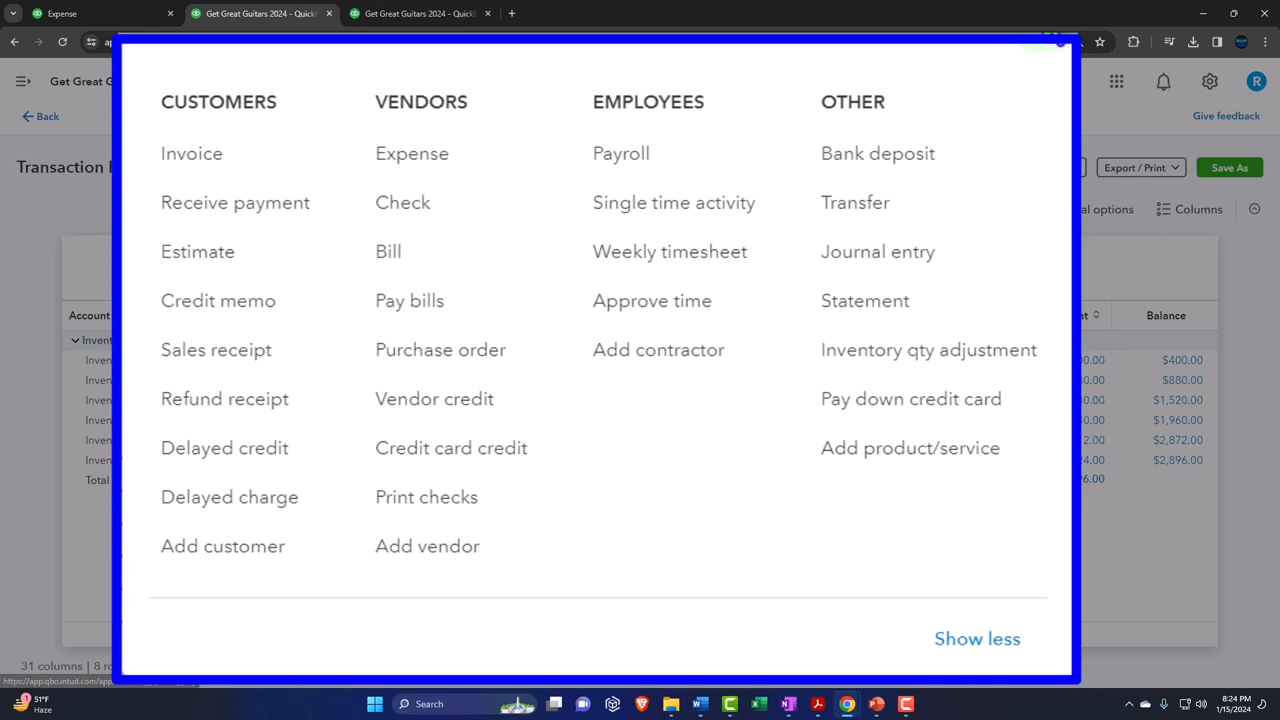 Expense
Get Great Guitars 2024 - Quick
Get Great Guitars 2024 - Quick
Get Great
Back
Give feedback
Transaction
Export / Print
Save As
Columns
options
Account
Balance
CUSTOMERS
Invoice
Receive payment
Estimate
Credit memo
Sales receipt
Refund receipt
Delayed credit
Delayed charge
Add customer
VENDORS
Expense
Check
Bill
Pay bills
Purchase order
Vendor credit
Credit card credit
Print checks
Add vendor
EMPLOYEES
Payroll
Single time activity
Weekly timesheet
Approve time
Add contractor
OTHER
Bank deposit
Transfer
Journal entry
Statement
Inventory qty adjustment
Pay down credit card
Add product/service
Show less
$400.00
$880.00
$1,520.00
$1,960.00
$2,872.00
$2,896.00
Total
31 columns | 8
https://app.qbo.intuit.com/app
R
1
51°F
Haze
Search
8:24 PM
1/15/2024